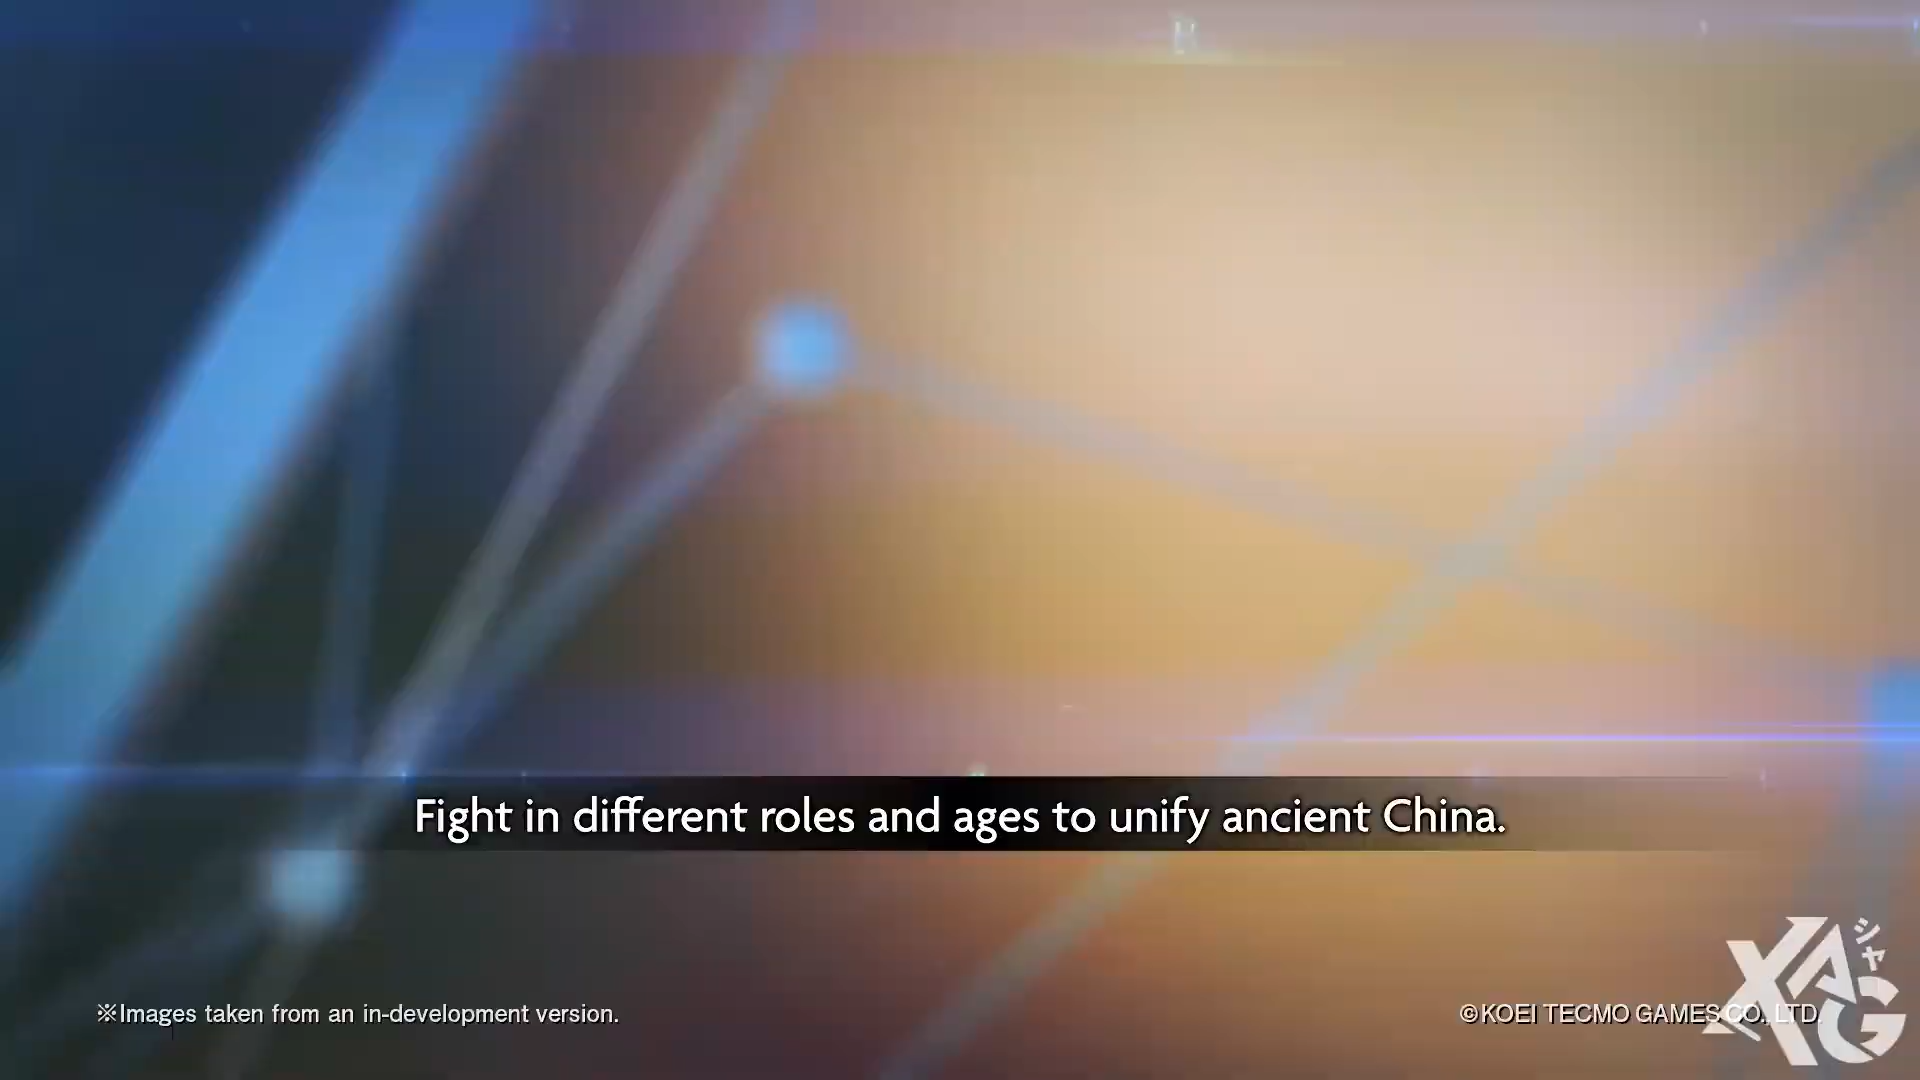 Fight in different roles and ages to unify ancient China.
※Images taken from an in-development version.
©KOEI TECMO GAMES CO., LTD.
シャ
XAG